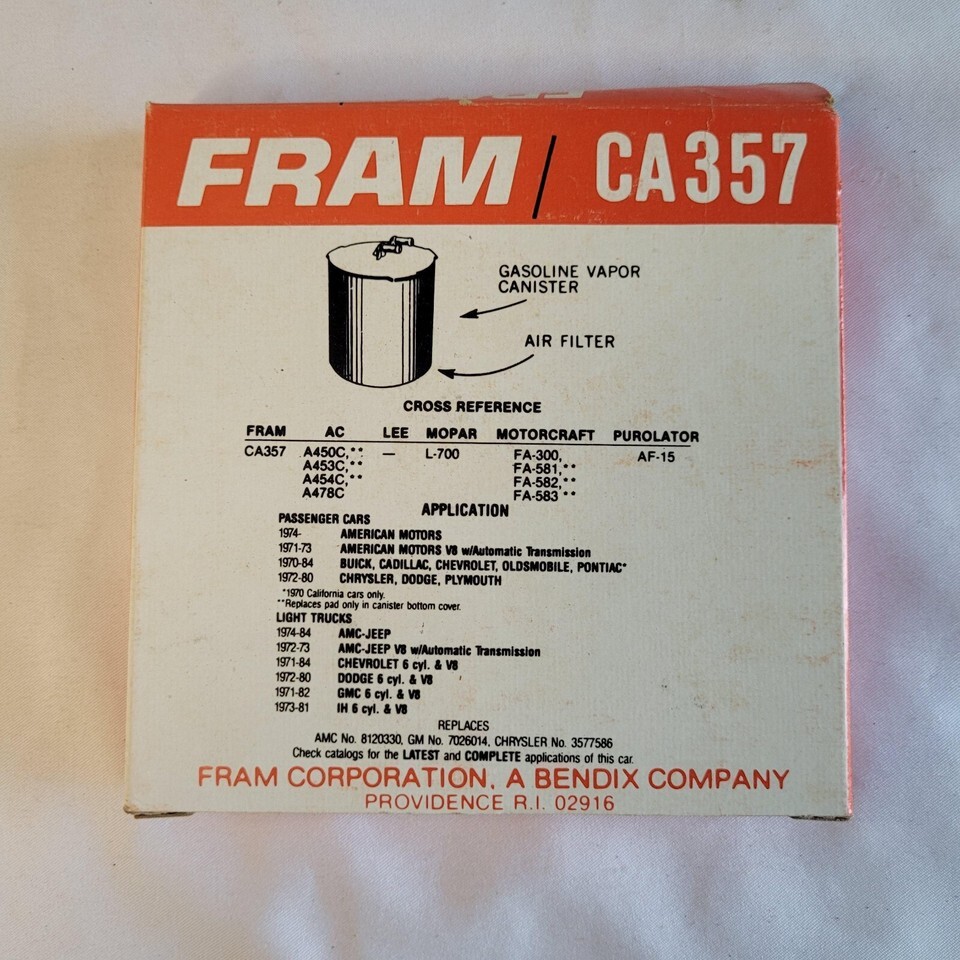 FRAM / CA357
GASOLINE VAPOR
CANISTER
AIR FILTER
CROSS REFERENCE
FRAM AC LEE MOPAR MOTORCRAFT PUROLATOR
CA357 A450C,** — L-700 FA-300, AF-15
A453C,** FA-581,**
A454C,** FA-582,**
A478C FA-583**
APPLICATION
PASSENGER CARS
1974- AMERICAN MOTORS
1971-73 AMERICAN MOTORS V8 w/Automatic Transmission
1970-84 BUICK, CADILLAC, CHEVROLET, OLDSMOBILE, PONTIAC*
1972-80 CHRYSLER, DODGE, PLYMOUTH
*1970 California cars only.
**Replaces pad only in canister bottom cover.
LIGHT TRUCKS
1974-84 AMC-JEEP
1972-73 AMC-JEEP V8 w/Automatic Transmission
1971-84 CHEVROLET 6 cyl. & V8
1972-80 DODGE 6 cyl. & V8
1971-82 GMC 6 cyl. & V8
1973-81 IH 6 cyl. & V8
REPLACES
AMC No. 8120330, GM No. 7026014, CHRYSLER No. 3577586
Check catalogs for the LATEST and COMPLETE applications of this car.
FRAM CORPORATION, A BENDIX COMPANY
PROVIDENCE R.I. 02916